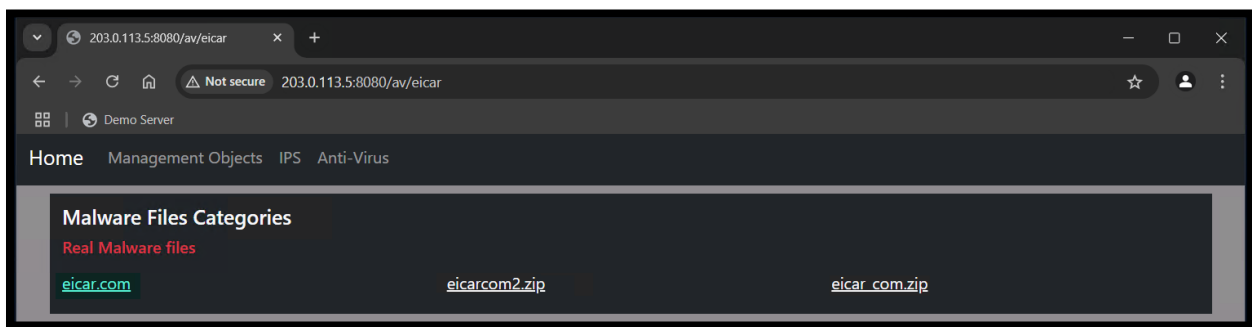 203.0.113.5:8080/av/eicar
Not secure 203.0.113.5:8080/av/eicar
Demo Server
Home Management Objects IPS Anti-Virus
Malware Files Categories
Real Malware files
eicar.com eicarcom2.zip eicar_com.zip